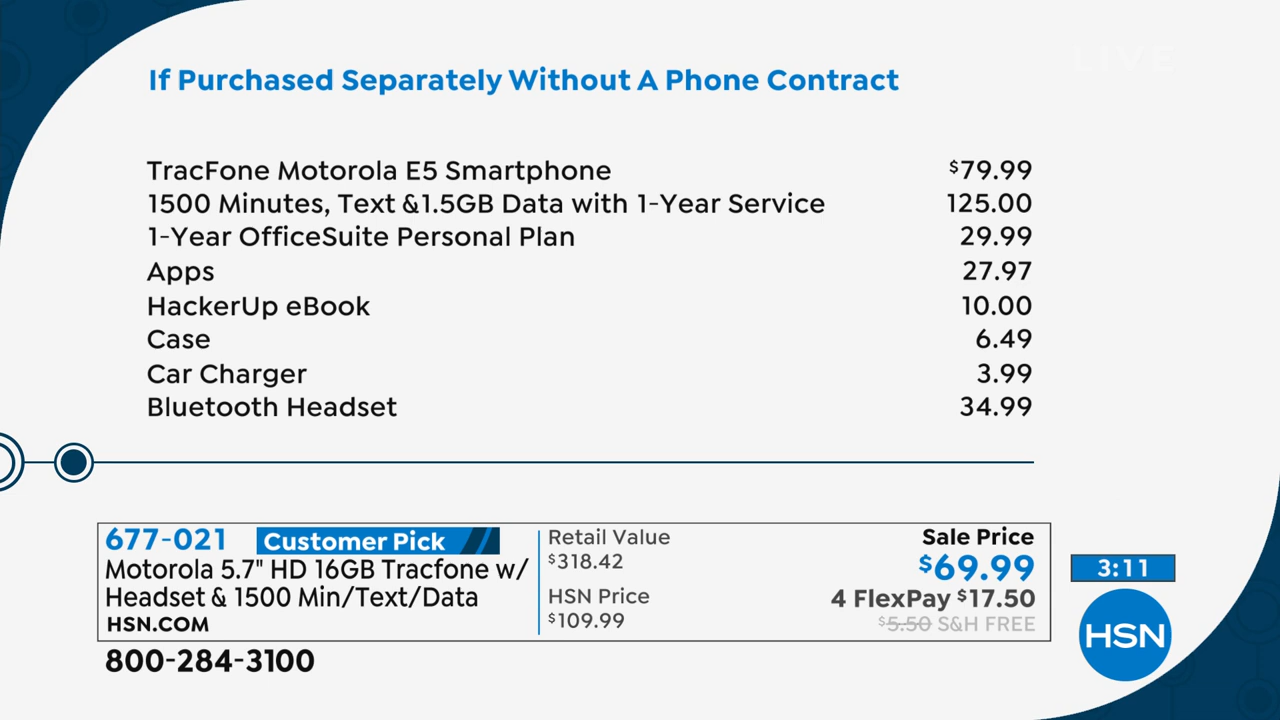 LIVE
If Purchased Separately Without A Phone Contract
TracFone Motorola E5 Smartphone $79.99
1500 Minutes, Text &1.5GB Data with 1-Year Service 125.00
1-Year OfficeSuite Personal Plan 29.99
Apps 27.97
HackerUp eBook 10.00
Case 6.49
Car Charger 3.99
Bluetooth Headset 34.99
677-021 Customer Pick
Motorola 5.7" HD 16GB Tracfone w/
Headset & 1500 Min/Text/Data
HSN.COM
Retail Value
$318.42
HSN Price
$109.99
Sale Price
$69.99
4 FlexPay $17.50
$5.50 S&H FREE
3:11
HSN
800-284-3100